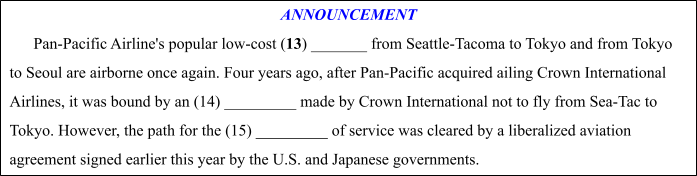 ANNOUNCEMENT
Pan-Pacific Airline's popular low-cost (13) _______ from Seattle-Tacoma to Tokyo and from Tokyo
to Seoul are airborne once again. Four years ago, after Pan-Pacific acquired ailing Crown International
Airlines, it was bound by an (14) _________ made by Crown International not to fly from Sea-Tac to
Tokyo. However, the path for the (15) _________ of service was cleared by a liberalized aviation
agreement signed earlier this year by the U.S. and Japanese governments.